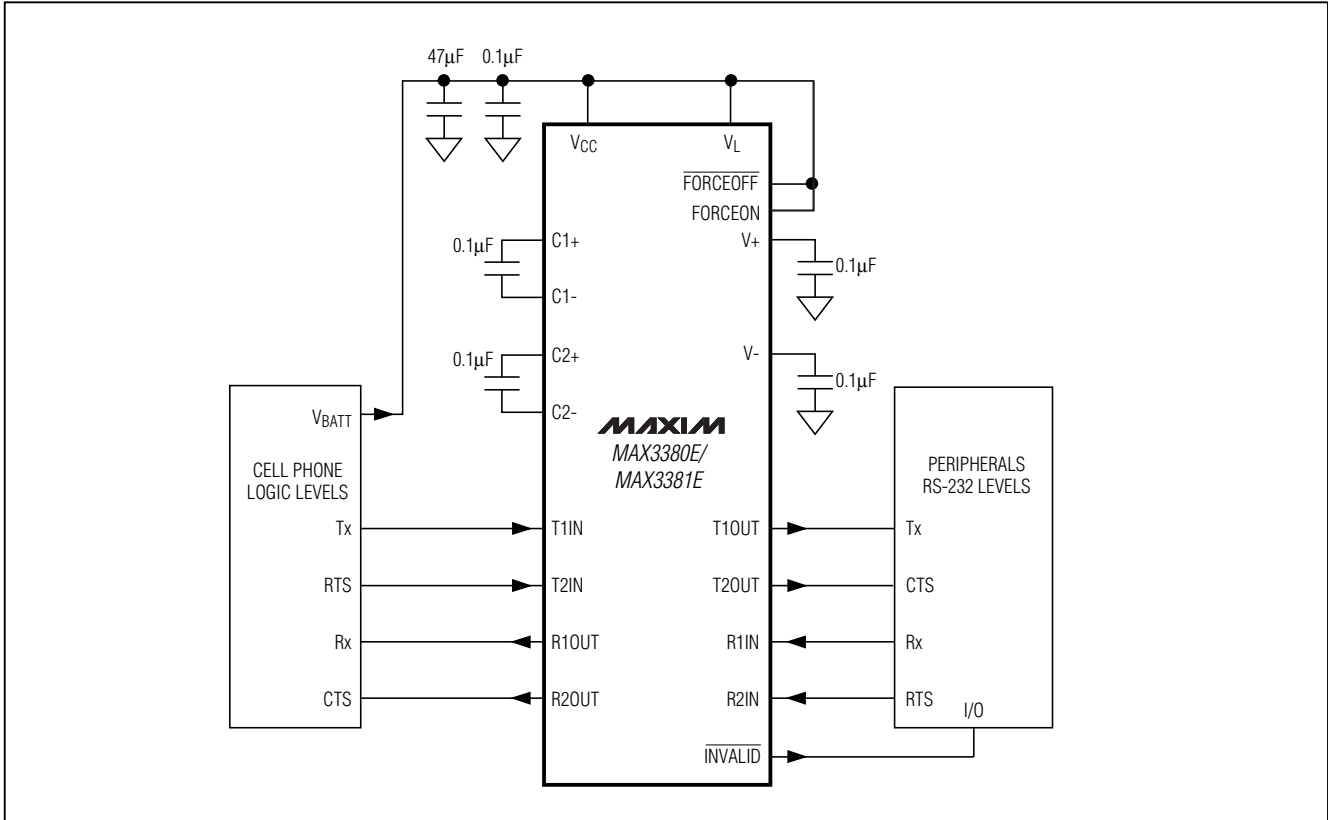 47µF
0.1µF
VCC
VL
FORCEOFF
FORCEON
C1+
0.1µF
C1-
V+
0.1µF
C2+
0.1µF
C2-
V-
0.1µF
VBATT
CELL PHONE
LOGIC LEVELS
MAXIM
MAX3380E/
MAX3381E
PERIPHERALS
RS-232 LEVELS
Tx
T1IN
T1OUT
Tx
RTS
T2IN
T2OUT
CTS
Rx
R1OUT
R1IN
Rx
CTS
R2OUT
R2IN
RTS
I/O
INVALID